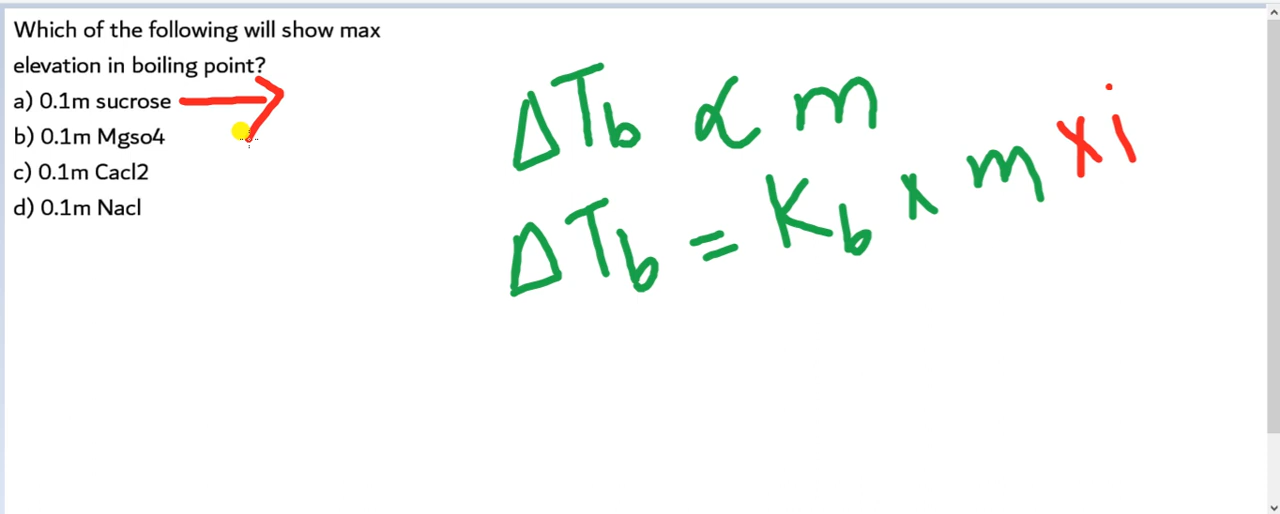 Which of the following will show max
elevation in boiling point?
a) 0.1m sucrose
b) 0.1m Mgso4
c) 0.1m Cacl2
d) 0.1m Nacl
ΔTb ∝ m
ΔTb = Kb x m x i